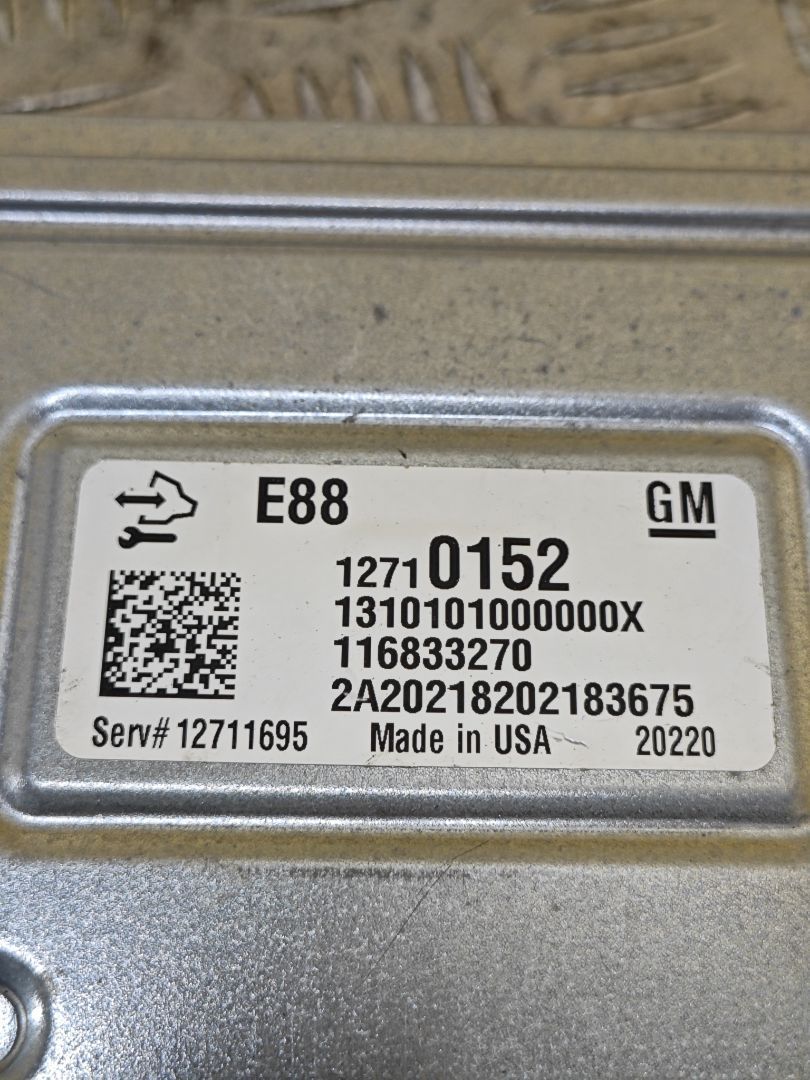 E88 GM
12710152
1310101000000X
116833270
2A20218202183675
Serv# 12711695 Made in USA 20220